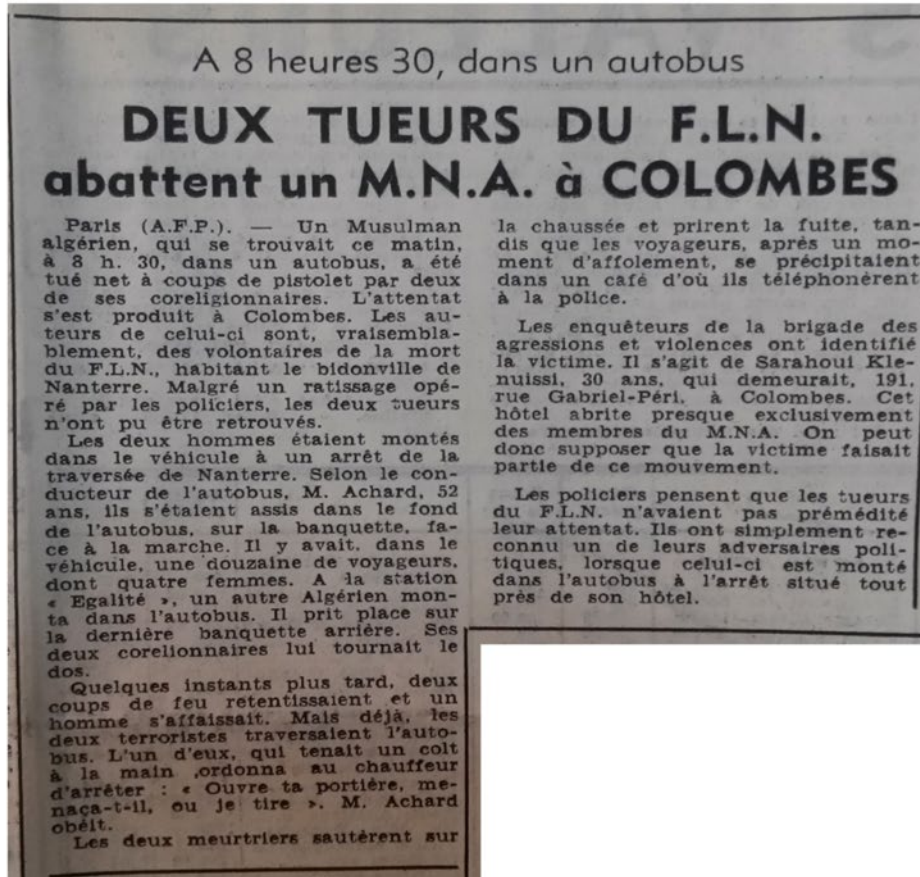 A 8 heures 30, dans un autobus
DEUX TUEURS DU F.L.N.
abattent un M.N.A. à COLOMBES
Paris (A.F.P.). — Un Musulman
algérien, qui se trouvait ce matin,
à 8 h. 30, dans un autobus, a été
tué net à coups de pistolet par deux
de ses coreligionnaires. L'attentat
s'est produit à Colombes. Les au-
teurs de celui-ci sont, vraisembla-
blement, des volontaires de la mort
du F.L.N., habitant le bidonville de
Nanterre. Malgré un ratissage opé-
ré par les policiers, les deux tueurs
n'ont pu être retrouvés.
Les deux hommes étaient montés
dans le véhicule à un arrêt de la
traversée de Nanterre. Selon le con-
ducteur de l'autobus, M. Achard, 52
ans, ils s'étaient assis dans le fond
de l'autobus, sur la banquette, fa-
ce à la marche. Il y avait, dans le
véhicule, une douzaine de voyageurs,
dont quatre femmes. A la station
« Egalité », un autre Algérien mon-
ta dans l'autobus. Il prit place sur
la dernière banquette arrière. Ses
deux corelionnaires lui tournait le
dos.
Quelques instants plus tard, deux
coups de feu retentissaient et un
homme s'affaissait. Mais déjà, les
deux terroristes traversaient l'auto-
bus. L'un d'eux, qui tenait un colt
à la main ,ordonna au chauffeur
d'arrêter : « Ouvre ta portière, me-
naça-t-il, ou je tire ». M. Achard
obéit.
Les deux meurtriers sautèrent sur
la chaussée et prirent la fuite, tan-
dis que les voyageurs, après un mo-
ment d'affolement, se précipitaient
dans un café d'où ils téléphonèrent
à la police.
Les enquêteurs de la brigade des
agressions et violences ont identifié
la victime. Il s'agit de Sarahoui Kle-
nuissi, 30 ans, qui demeurait, 191,
rue Gabriel-Péri, à Colombes. Cet
hôtel abrite presque exclusivement
des membres du M.N.A. On peut
donc supposer que la victime faisait
partie de ce mouvement.
Les policiers pensent que les tueurs
du F.L.N. n'avaient pas prémédité
leur attentat. Ils ont simplement re-
connu un de leurs adversaires poli-
tiques, lorsque celui-ci est monté
dans l'autobus à l'arrêt situé tout
près de son hôtel.